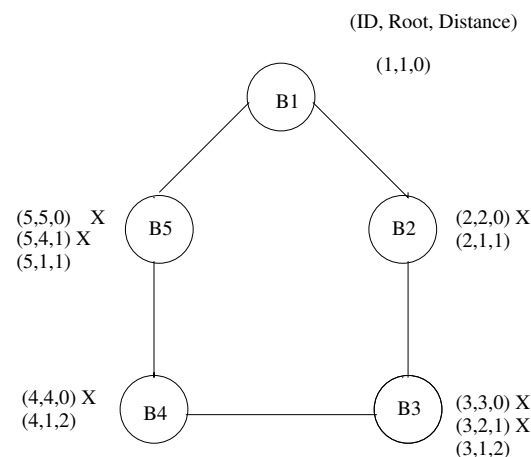 (ID, Root, Distance)
(1,1,0)
B1
(5,5,0) X
(5,4,1) X
(5,1,1)
B5
B2
(2,2,0) X
(2,1,1)
(4,4,0) X
(4,1,2)
B4
B3
(3,3,0) X
(3,2,1) X
(3,1,2)